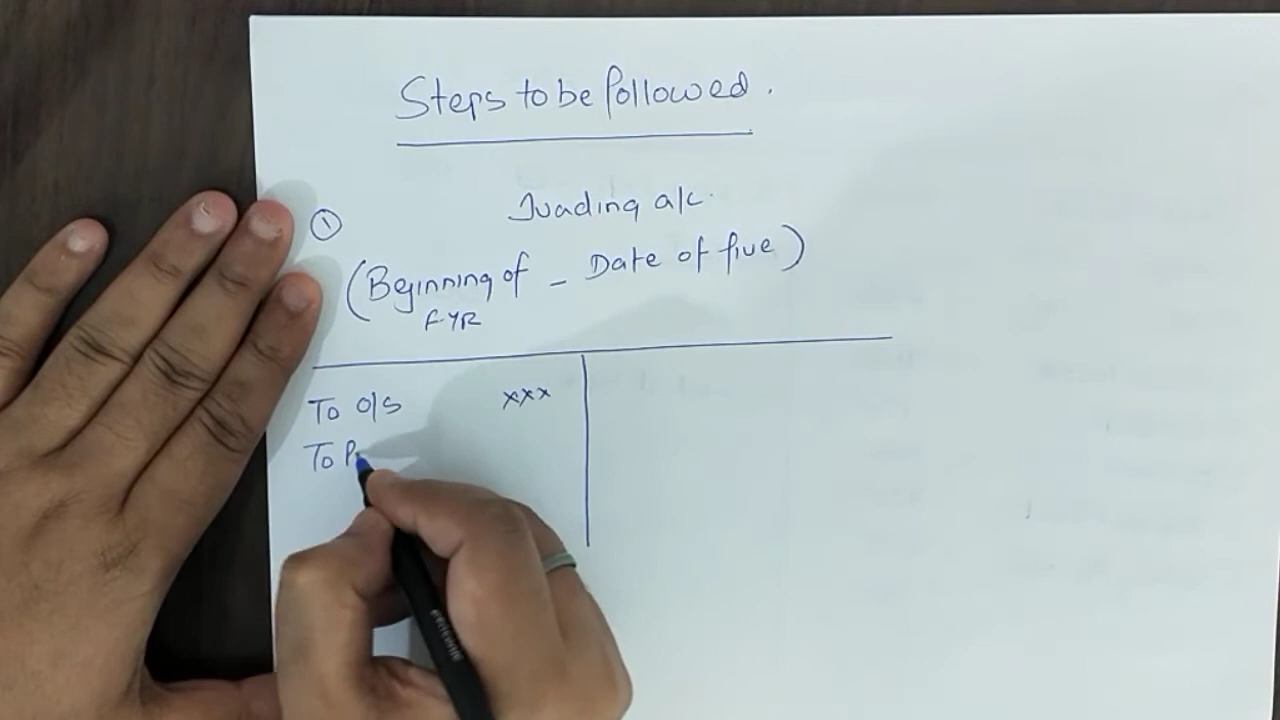 Steps to be followed.
① Trading a/c.
(Beginning of - Date of fire)
F YR
To O/S xxx
To P